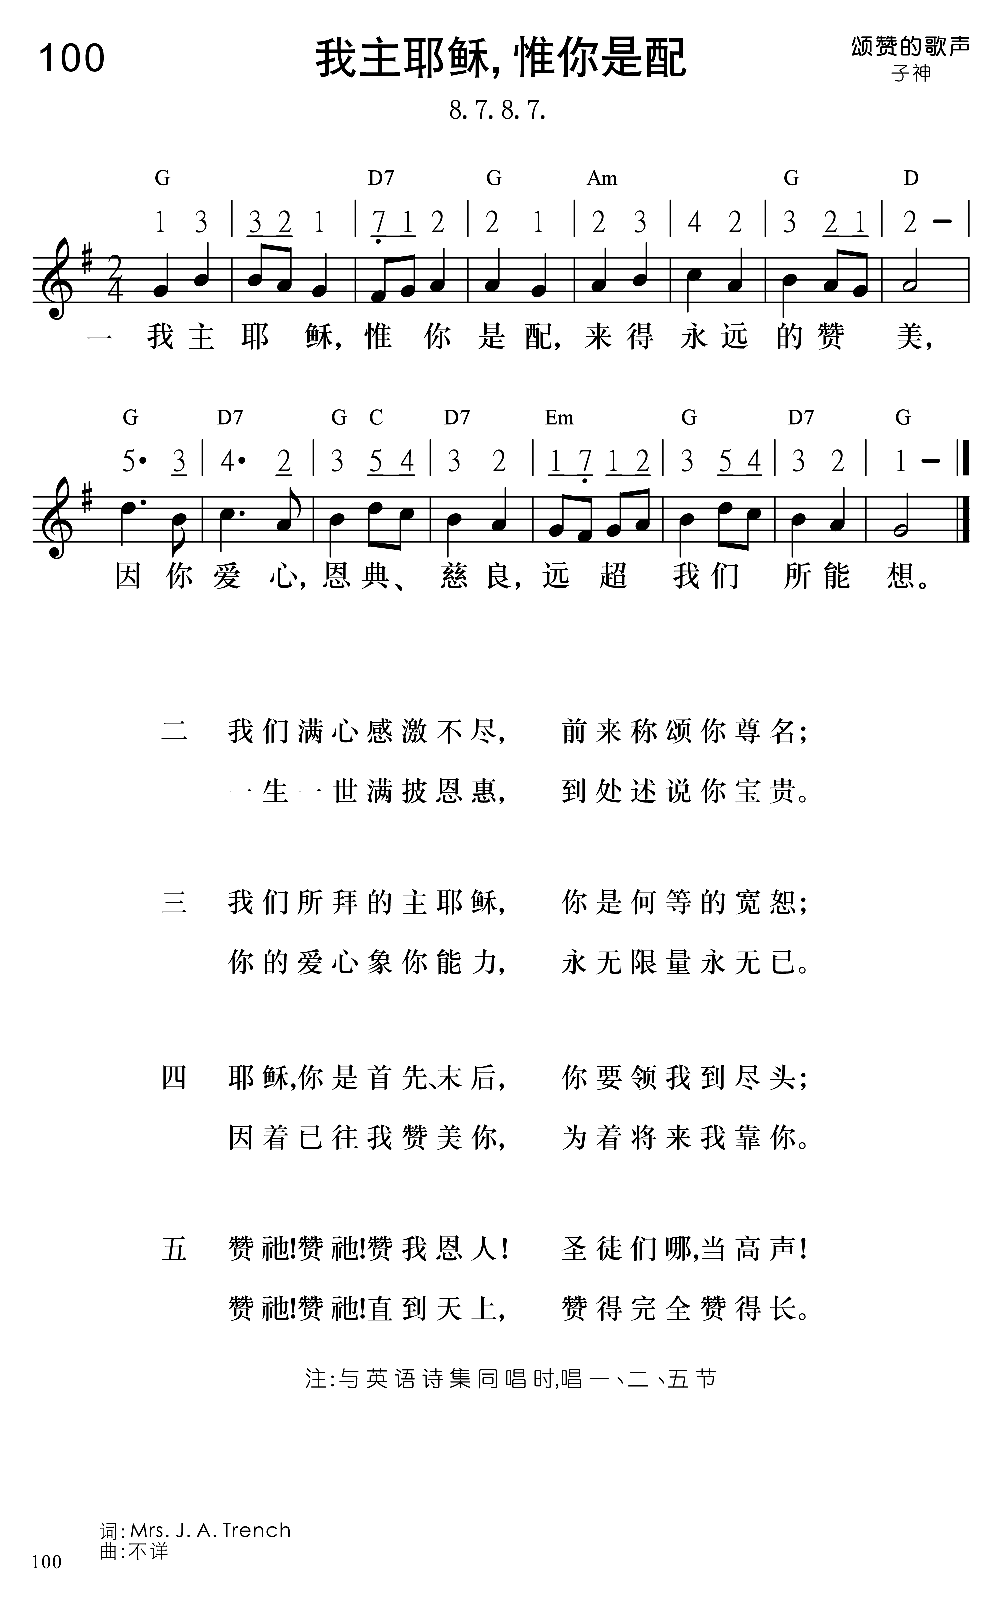 100 我主耶稣,惟你是配 颂赞的歌声
子神
8. 7. 8. 7.
G D7 G Am G D
1 3 | 3 2 1 | 7 1 2 | 2 1 | 2 3 | 4 2 | 3 2 1 | 2 – |
2
4
一 我主耶稣,惟你是配,来得永远的赞美,
G D7 G C D7 Em G D7 G
5• 3 | 4• 2 | 3 5 4 | 3 2 | 1 7 1 2 | 3 5 4 | 3 2 | 1 –
因你爱心,恩典、慈良,远超我们所能想。
二 我们满心感激不尽, 前来称颂你尊名;
一生一世满披恩惠, 到处述说你宝贵。
三 我们所拜的主耶稣, 你是何等的宽恕;
你的爱心象你能力, 永无限量永无已。
四 耶稣,你是首先、末后, 你要领我到尽头;
因着已往我赞美你, 为着将来我靠你。
五 赞祂!赞祂!赞我恩人! 圣徒们哪,当高声!
赞祂!赞祂!直到天上, 赞得完全赞得长。
注:与英语诗集同唱时,唱一、二、五节
词: Mrs. J. A. Trench
曲:不详
100